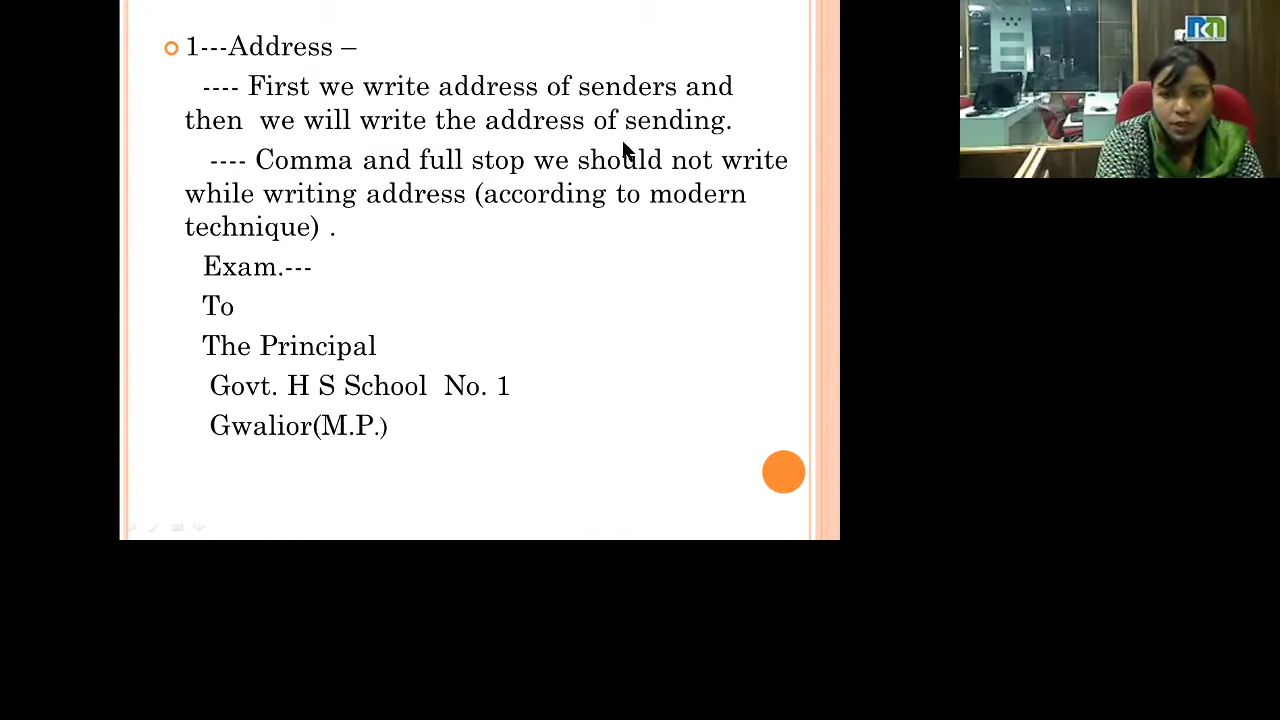 1---Address –
---- First we write address of senders and
then we will write the address of sending.
---- Comma and full stop we should not write
while writing address (according to modern
technique) .
Exam.---
To
The Principal
Govt. H S School No. 1
Gwalior(M.P.)